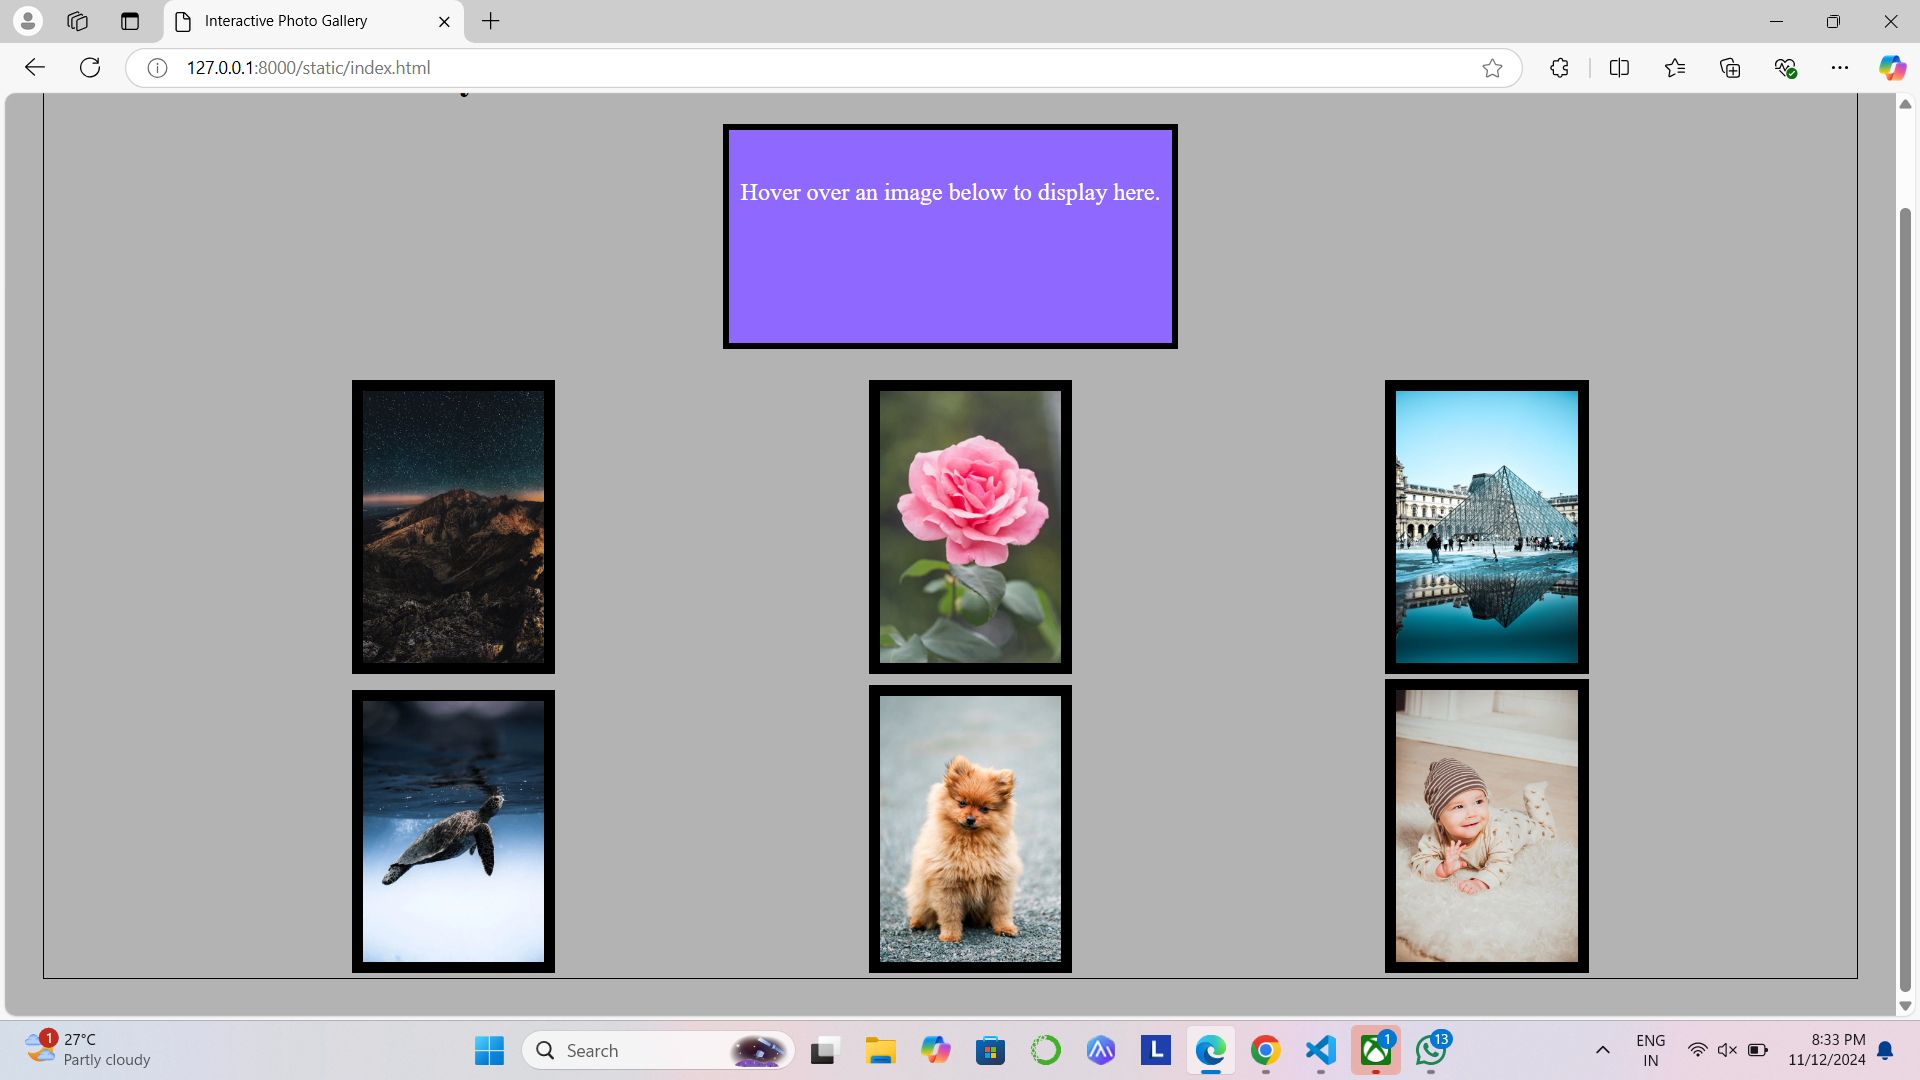 Interactive Photo Gallery
127.0.0.1:8000/static/index.html
Hover over an image below to display here.
1
27°C
Partly cloudy
Search
L
1
13
ENG
IN
8:33 PM
11/12/2024